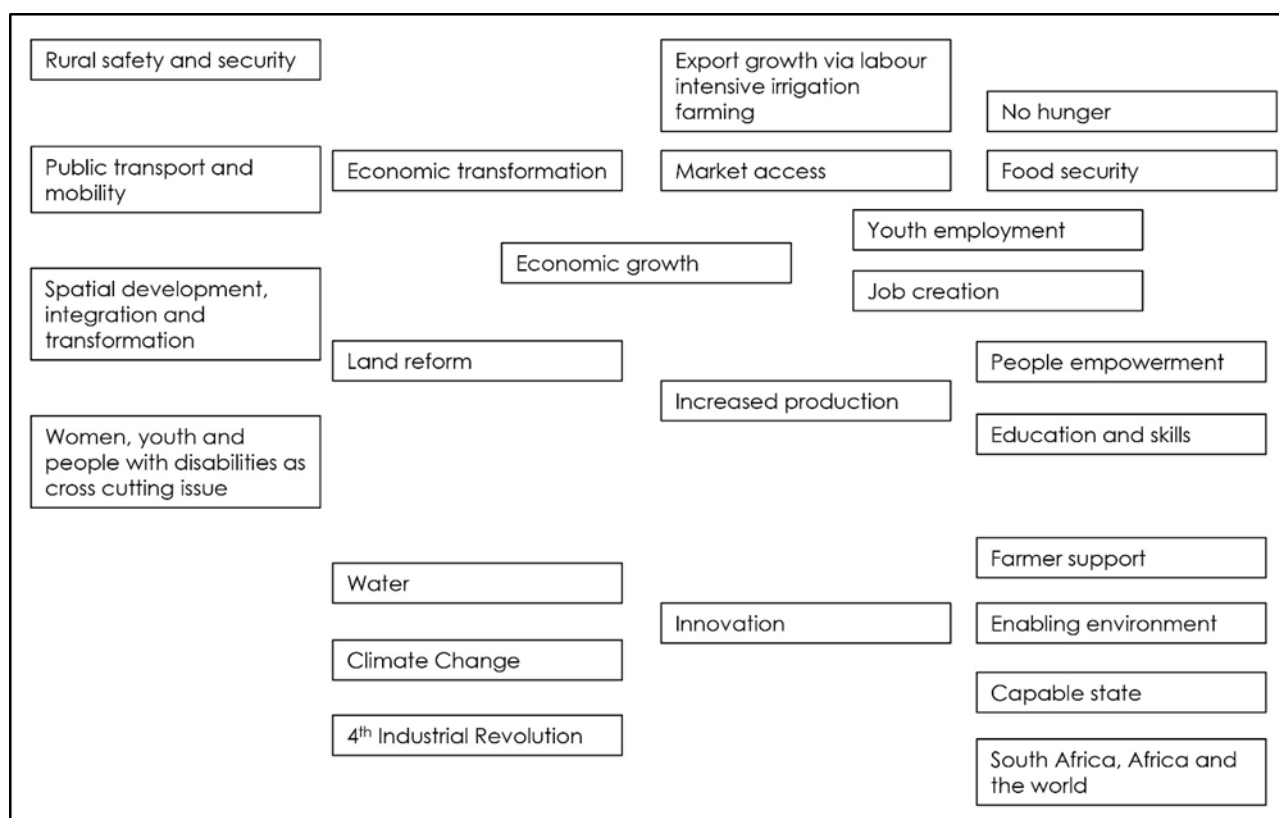 Rural safety and security
Export growth via labour
intensive irrigation
farming
No hunger
Public transport and
mobility
Economic transformation
Market access
Food security
Youth employment
Economic growth
Job creation
Spatial development,
integration and
transformation
Land reform
People empowerment
Increased production
Women, youth and
people with disabilities as
cross cutting issue
Education and skills
Farmer support
Water
Innovation
Enabling environment
Climate Change
Capable state
4th Industrial Revolution
South Africa, Africa and
the world